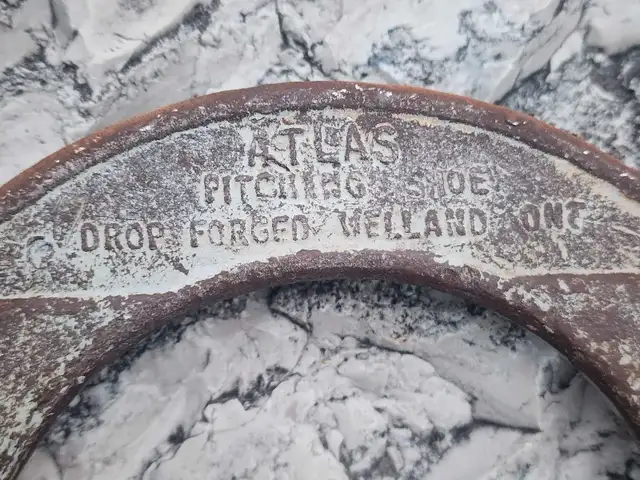 ATLAS
PITCHING SHOE
DROP FORGED WELLAND ONT